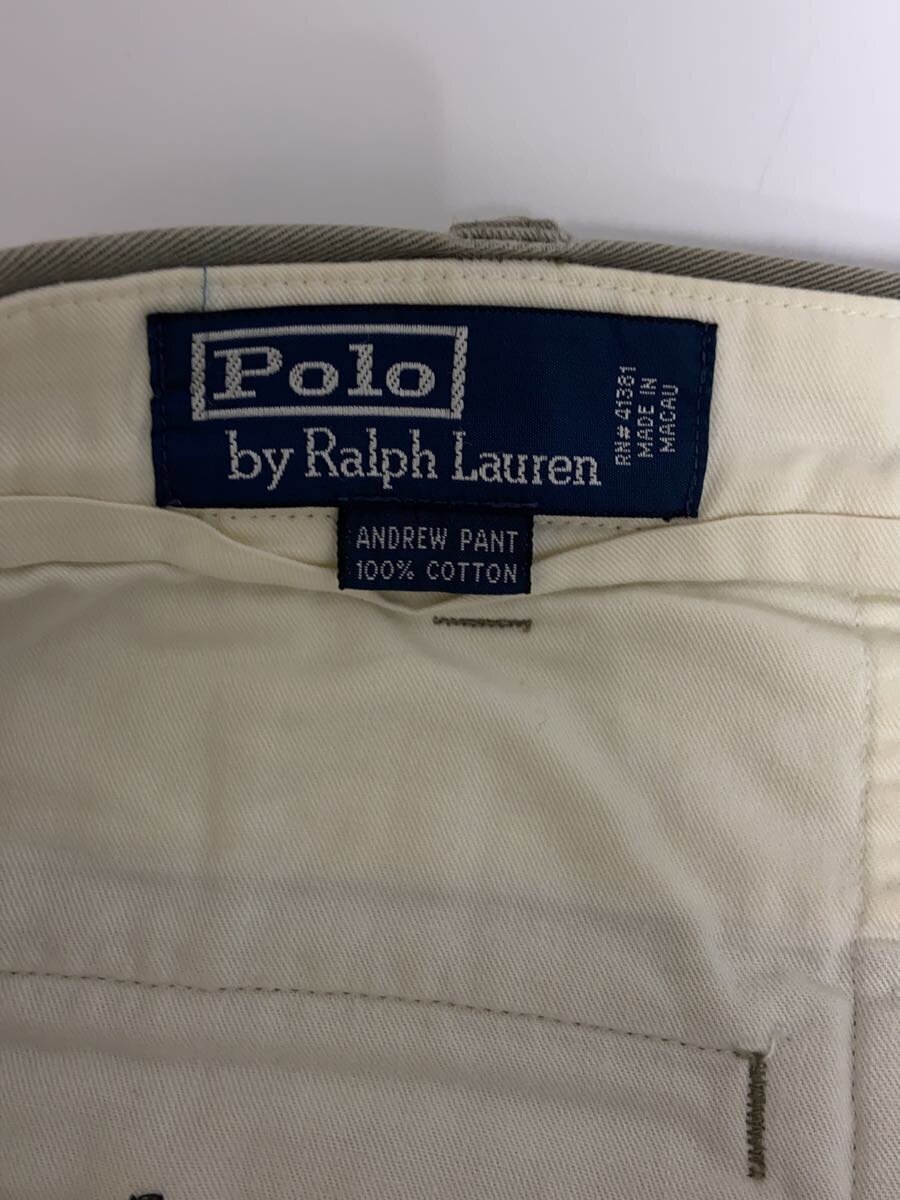 Polo
by Ralph Lauren
RN# 41381
MADE IN
MACAU
ANDREW PANT
100% COTTON